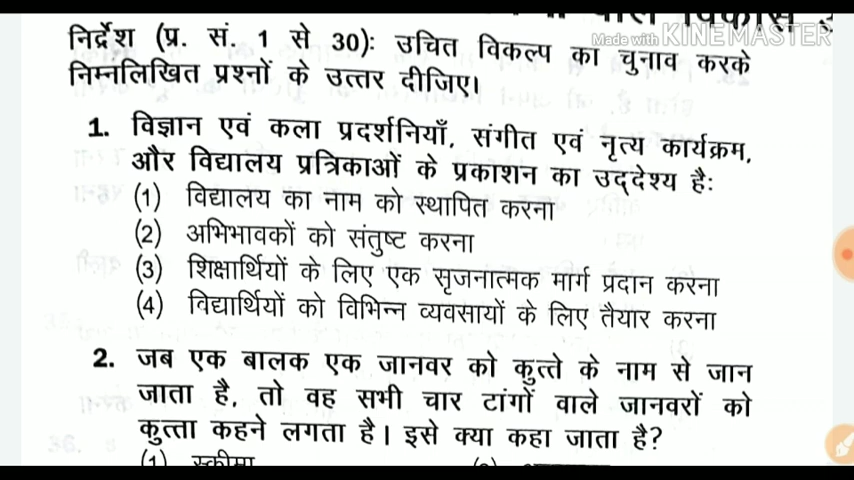 विकास
Made with KINEMASTER
निर्द्रेश (प्र. सं. 1 से 30): उचित विकल्प का चुनाव करके
निम्नलिखित प्रश्नों के उत्तर दीजिए।
1. विज्ञान एवं कला प्रदर्शनियाँ, संगीत एवं नृत्य कार्यक्रम,
और विद्यालय प्रत्रिकाओं के प्रकाशन का उद्देश्य है:
(1) विद्यालय का नाम को स्थापित करना
(2) अभिभावकों को संतुष्ट करना
(3) शिक्षार्थियों के लिए एक सृजनात्मक मार्ग प्रदान करना
(4) विद्यार्थियों को विभिन्न व्यवसायों के लिए तैयार करना
2. जब एक बालक एक जानवर को कुत्ते के नाम से जान
जाता है, तो वह सभी चार टांगों वाले जानवरों को
कुत्ता कहने लगता है। इसे क्या कहा जाता है?
(1) स्कीमा